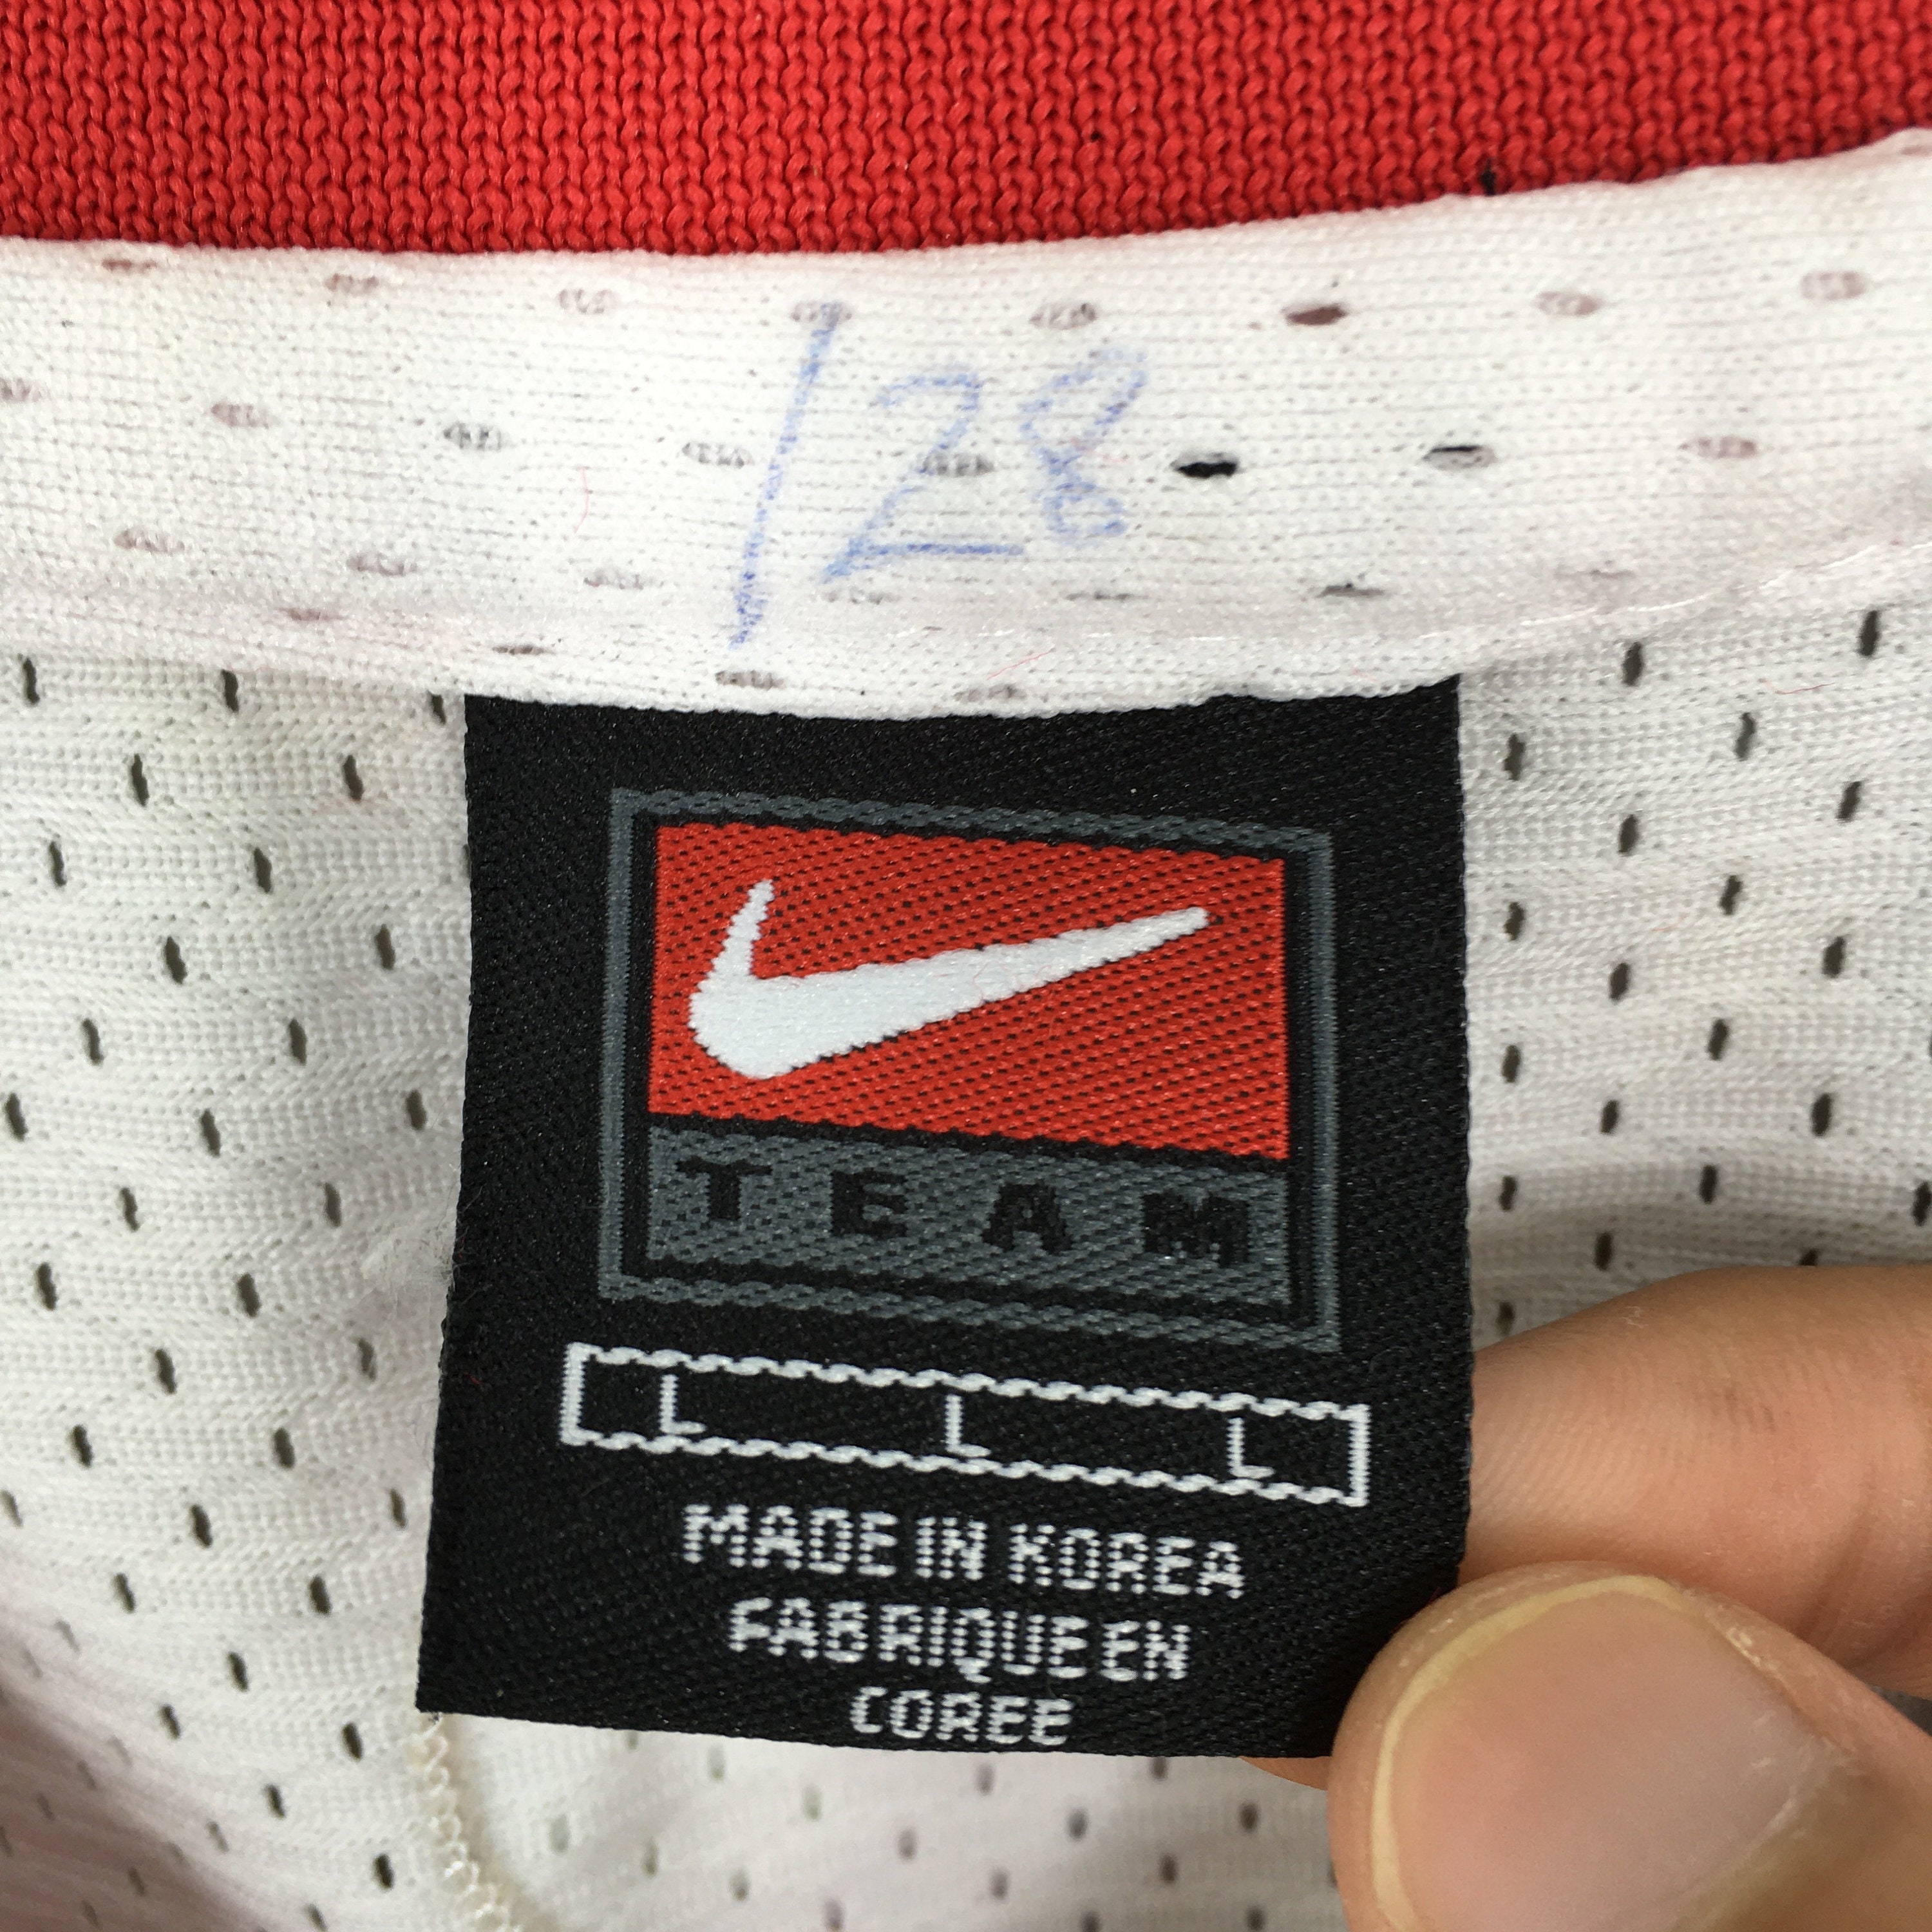 128
TEAM
L L L
MADE IN KOREA
FABRIQUE EN
COREE